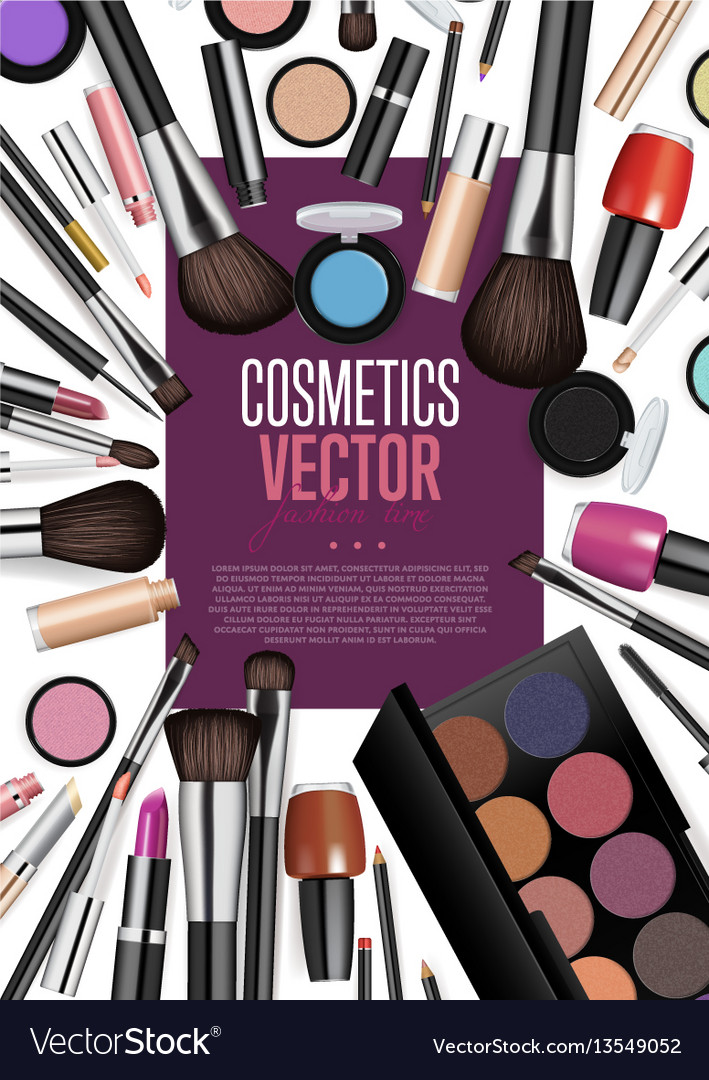 COSMETICS
VECTOR
fashion time
LOREM IPSUM DOLOR SIT AMET, CONSECTETUR ADIPISCING ELIT, SED
DO EIUSMOD TEMPOR INCIDIDUNT UT LABORE ET DOLORE MAGNA
ALIQUA. UT ENIM AD MINIM VENIAM, QUIS NOSTRUD EXERCITATION
ULLAMCO LABORIS NISI UT ALIQUIP EX EA COMMODO CONSEQUAT.
DUIS AUTE IRURE DOLOR IN REPREHENDERIT IN VOLUPTATE VELIT ESSE
CILLUM DOLORE EU FUGIAT NULLA PARIATUR. EXCEPTEUR SINT
OCCAECAT CUPIDATAT NON PROIDENT, SUNT IN CULPA QUI OFFICIA
DESERUNT MOLLIT ANIM ID EST LABORUM.
VectorStock®
VectorStock.com/13549052